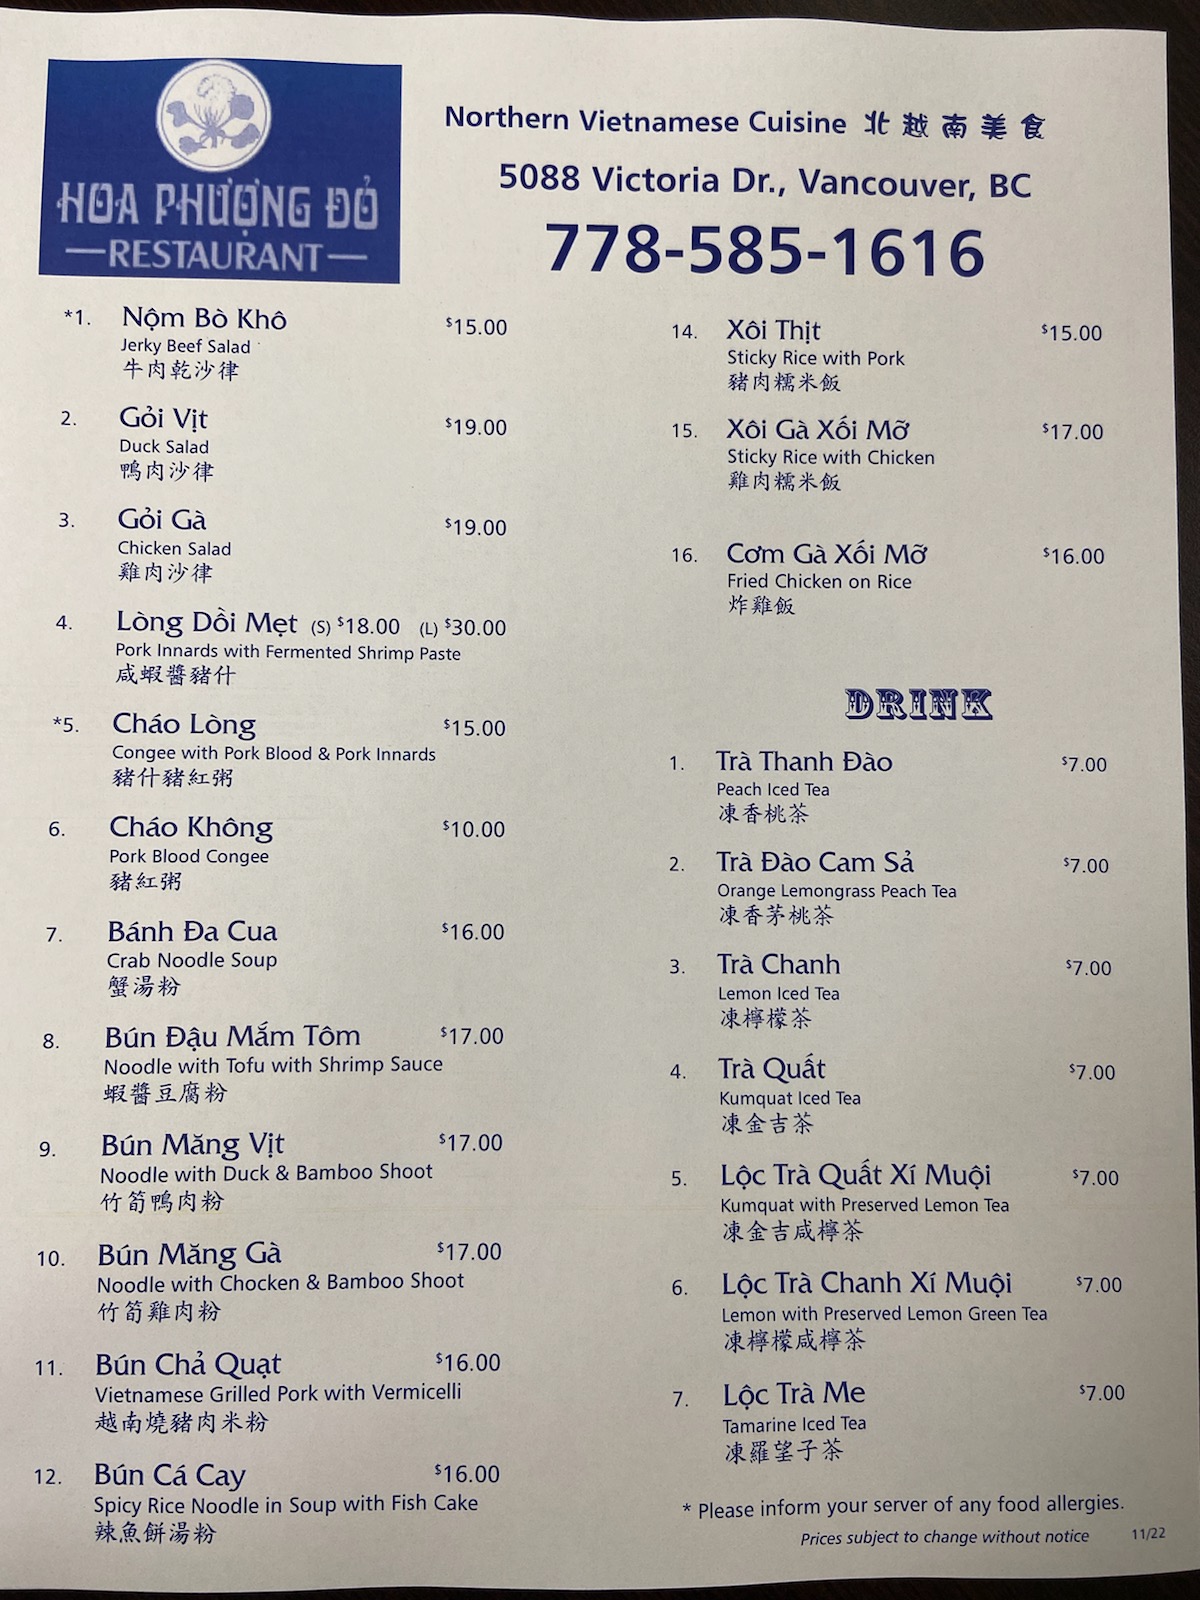 HOA PHƯỢNG ĐỎ
RESTAURANT
Northern Vietnamese Cuisine 北越南美食
5088 Victoria Dr., Vancouver, BC
778-585-1616
*1. Nộm Bò Khô $15.00
Jerky Beef Salad
牛肉乾沙律
2. Gỏi Vịt $19.00
Duck Salad
鴨肉沙律
3. Gỏi Gà $19.00
Chicken Salad
雞肉沙律
4. Lòng Dồi Mẹt (S) $18.00 (L) $30.00
Pork Innards with Fermented Shrimp Paste
咸蝦醬豬什
*5. Cháo Lòng $15.00
Congee with Pork Blood & Pork Innards
豬什豬紅粥
6. Cháo Không $10.00
Pork Blood Congee
豬紅粥
7. Bánh Đa Cua $16.00
Crab Noodle Soup
蟹湯粉
8. Bún Đậu Mắm Tôm $17.00
Noodle with Tofu with Shrimp Sauce
蝦醬豆腐粉
9. Bún Măng Vịt $17.00
Noodle with Duck & Bamboo Shoot
竹筍鴨肉粉
10. Bún Măng Gà $17.00
Noodle with Chocken & Bamboo Shoot
竹筍雞肉粉
11. Bún Chả Quạt $16.00
Vietnamese Grilled Pork with Vermicelli
越南燒豬肉米粉
12. Bún Cá Cay $16.00
Spicy Rice Noodle in Soup with Fish Cake
辣魚餅湯粉
14. Xôi Thịt $15.00
Sticky Rice with Pork
豬肉糯米飯
15. Xôi Gà Xối Mỡ $17.00
Sticky Rice with Chicken
雞肉糯米飯
16. Cơm Gà Xối Mỡ $16.00
Fried Chicken on Rice
炸雞飯
DRINK
1. Trà Thanh Đào $7.00
Peach Iced Tea
凍香桃茶
2. Trà Đào Cam Sả $7.00
Orange Lemongrass Peach Tea
凍香茅桃茶
3. Trà Chanh $7.00
Lemon Iced Tea
凍檸檬茶
4. Trà Quất $7.00
Kumquat Iced Tea
凍金吉茶
5. Lộc Trà Quất Xí Muội $7.00
Kumquat with Preserved Lemon Tea
凍金吉咸檸茶
6. Lộc Trà Chanh Xí Muội $7.00
Lemon with Preserved Lemon Green Tea
凍檸檬咸檸茶
7. Lộc Trà Me $7.00
Tamarine Iced Tea
凍羅望子茶
* Please inform your server of any food allergies.
Prices subject to change without notice 11/22